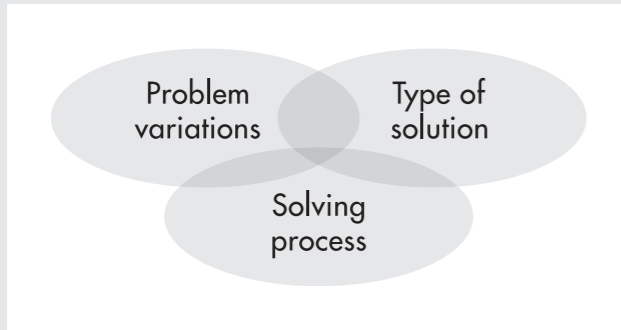 Problem
variations
Type of
solution
Solving
process